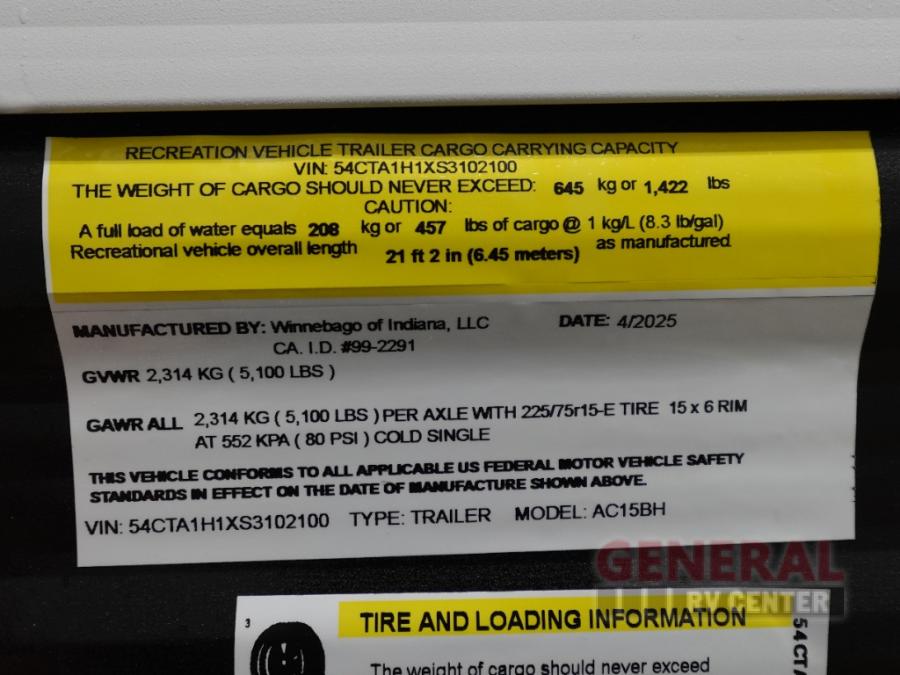 RECREATION VEHICLE TRAILER CARGO CARRYING CAPACITY
VIN: 54CTA1H1XS3102100
THE WEIGHT OF CARGO SHOULD NEVER EXCEED: 645 kg or 1,422 lbs
CAUTION:
A full load of water equals 208 kg or 457 lbs of cargo @ 1 kg/L (8.3 lb/gal)
Recreational vehicle overall length 21 ft 2 in (6.45 meters) as manufactured
MANUFACTURED BY: Winnebago of Indiana, LLC DATE: 4/2025
CA. I.D. #99-2291
GVWR 2,314 KG ( 5,100 LBS )
GAWR ALL 2,314 KG ( 5,100 LBS ) PER AXLE WITH 225/75r15-E TIRE 15 x 6 RIM
AT 552 KPA ( 80 PSI ) COLD SINGLE
THIS VEHICLE CONFORMS TO ALL APPLICABLE US FEDERAL MOTOR VEHICLE SAFETY
STANDARDS IN EFFECT ON THE DATE OF MANUFACTURE SHOWN ABOVE.
VIN: 54CTA1H1XS3102100 TYPE: TRAILER MODEL: AC15BH
GENERAL
RV CENTER
3
TIRE AND LOADING INFORMATION
The weight of cargo should never exceed
54CTA